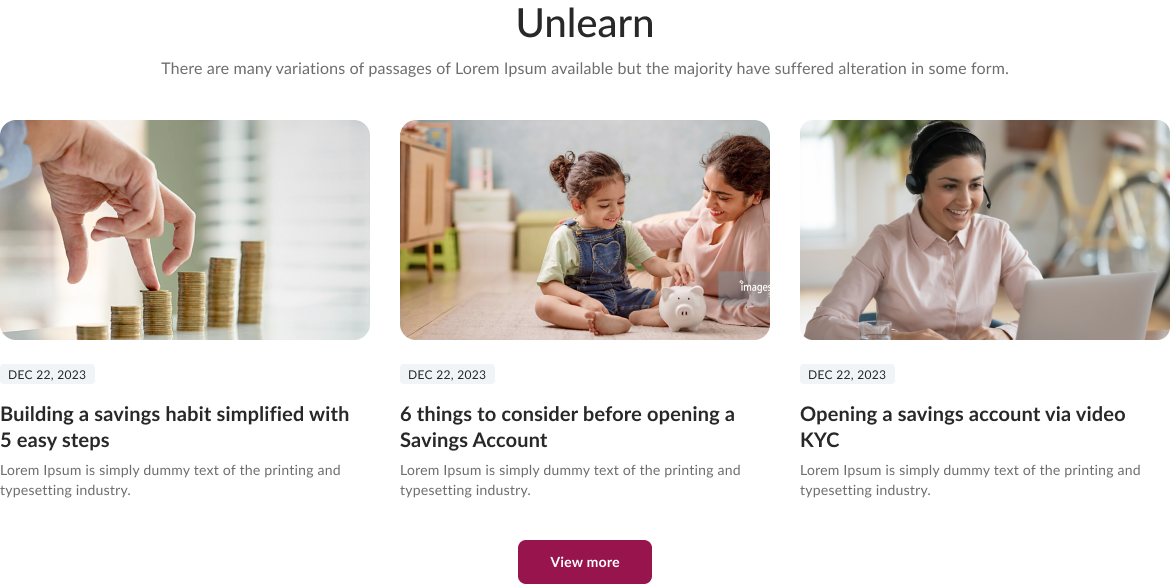 Unlearn
There are many variations of passages of Lorem Ipsum available but the majority have suffered alteration in some form.
images
DEC 22, 2023
Building a savings habit simplified with
5 easy steps
Lorem Ipsum is simply dummy text of the printing and
typesetting industry.
DEC 22, 2023
6 things to consider before opening a
Savings Account
Lorem Ipsum is simply dummy text of the printing and
typesetting industry.
DEC 22, 2023
Opening a savings account via video
KYC
Lorem Ipsum is simply dummy text of the printing and
typesetting industry.
View more